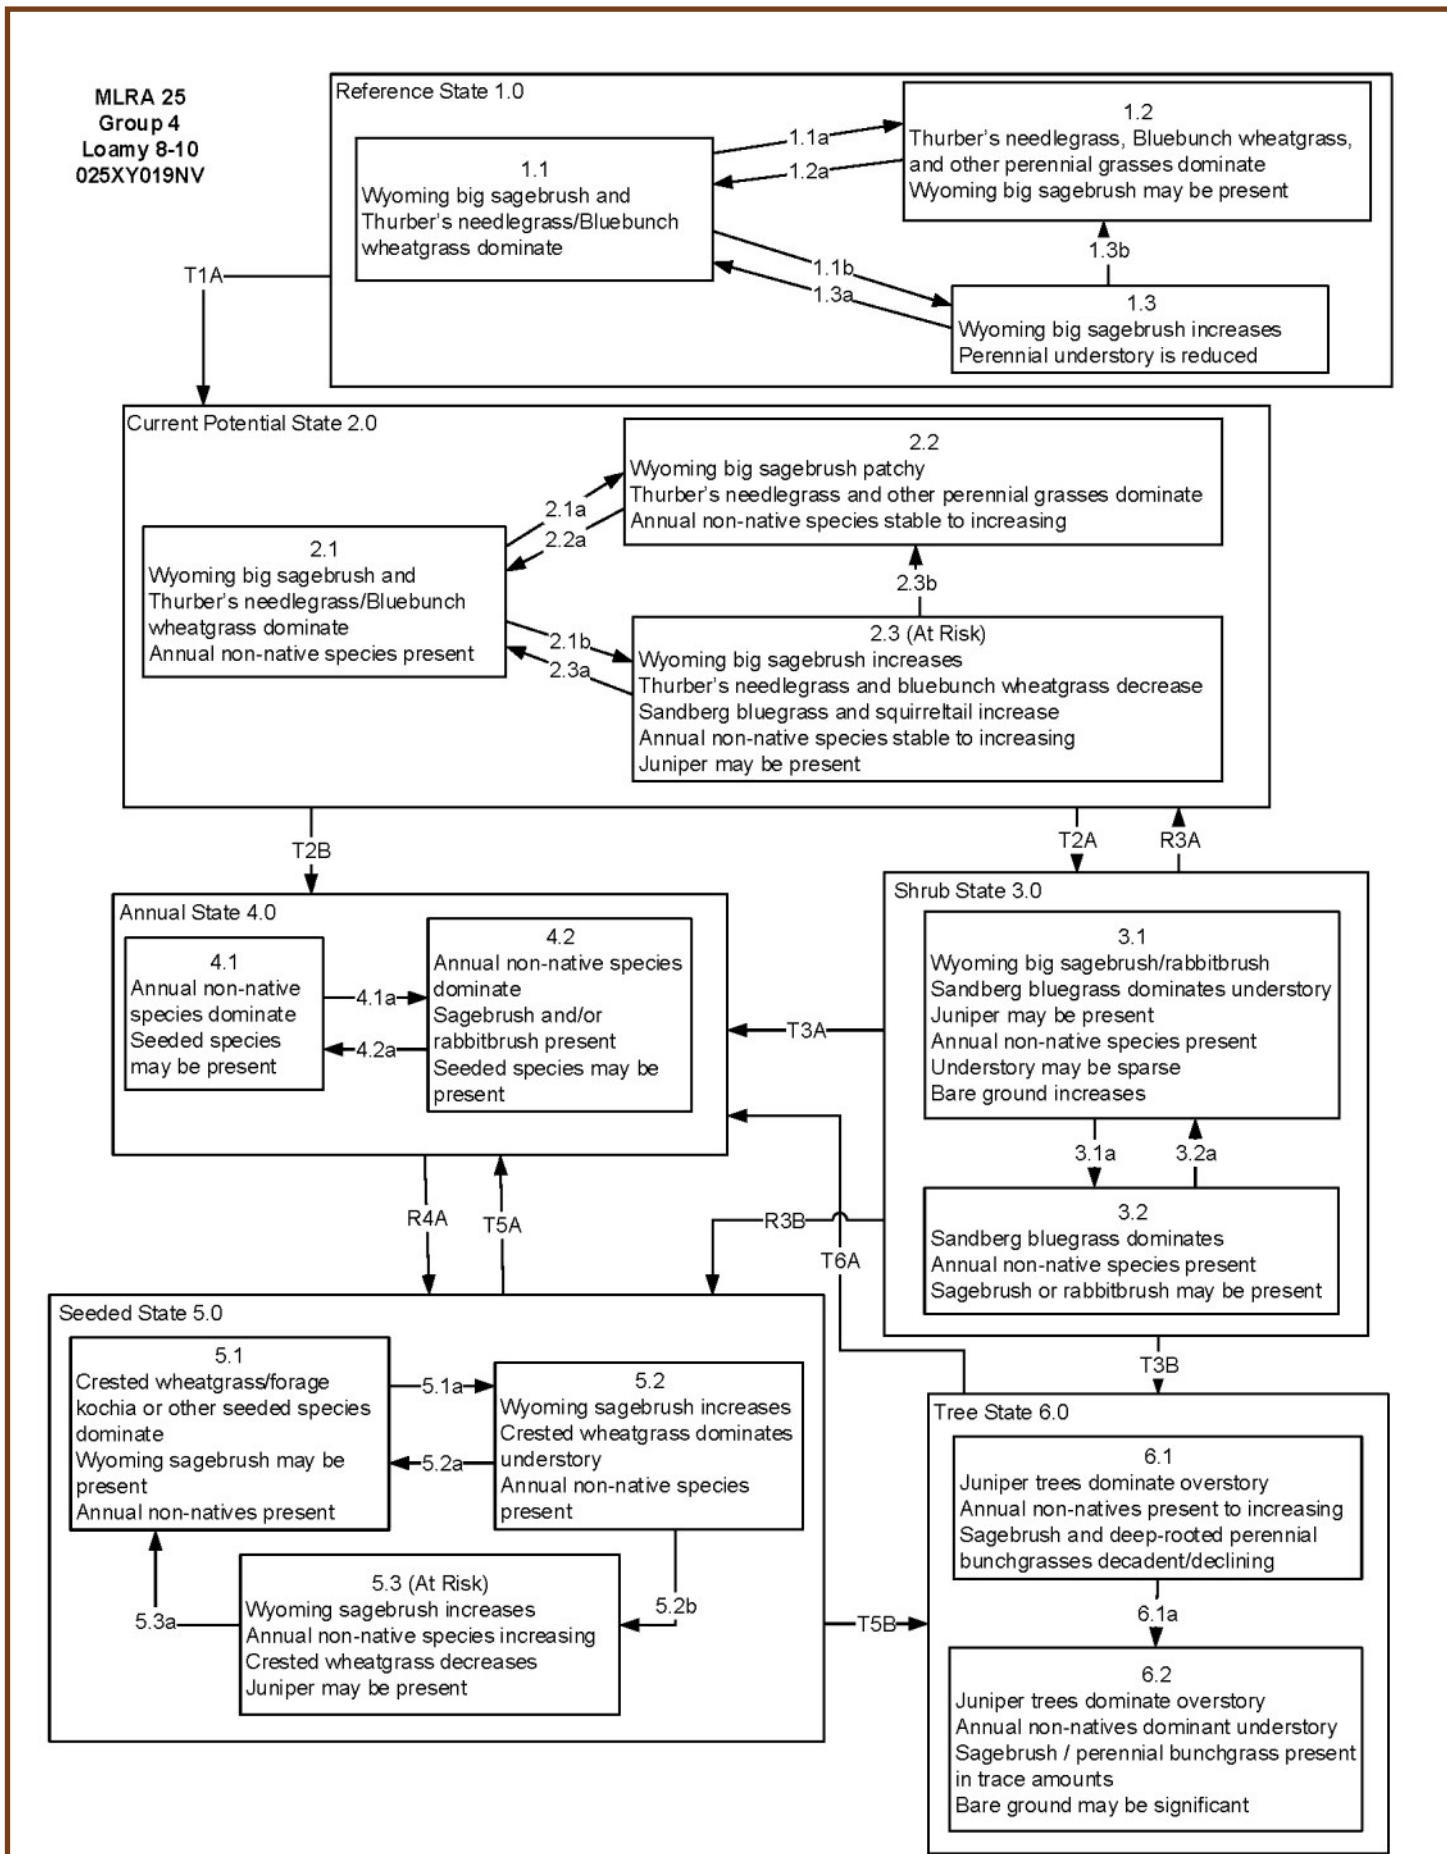 MLRA 25
Group 4
Loamy 8-10
025XY019NV
Reference State 1.0
1.1
Wyoming big sagebrush and
Thurber's needlegrass/Bluebunch
wheatgrass dominate
1.1a
1.2a
1.2
Thurber's needlegrass, Bluebunch wheatgrass,
and other perennial grasses dominate
Wyoming big sagebrush may be present
1.1b
1.3a
1.3b
1.3
Wyoming big sagebrush increases
Perennial understory is reduced
T1A
Current Potential State 2.0
2.1
Wyoming big sagebrush and
Thurber's needlegrass/Bluebunch
wheatgrass dominate
Annual non-native species present
2.1a
2.2a
2.2
Wyoming big sagebrush patchy
Thurber's needlegrass and other perennial grasses dominate
Annual non-native species stable to increasing
2.1b
2.3a
2.3b
2.3 (At Risk)
Wyoming big sagebrush increases
Thurber's needlegrass and bluebunch wheatgrass decrease
Sandberg bluegrass and squirreltail increase
Annual non-native species stable to increasing
Juniper may be present
T2B
T2A
R3A
Annual State 4.0
4.1
Annual non-native
species dominate
Seeded species
may be present
4.1a
4.2a
4.2
Annual non-native species
dominate
Sagebrush and/or
rabbitbrush present
Seeded species may be
present
T3A
Shrub State 3.0
3.1
Wyoming big sagebrush/rabbitbrush
Sandberg bluegrass dominates understory
Juniper may be present
Annual non-native species present
Understory may be sparse
Bare ground increases
3.1a
3.2a
3.2
Sandberg bluegrass dominates
Annual non-native species present
Sagebrush or rabbitbrush may be present
R4A
T5A
R3B
T6A
T3B
Seeded State 5.0
5.1
Crested wheatgrass/forage
kochia or other seeded species
dominate
Wyoming sagebrush may be
present
Annual non-natives present
5.1a
5.2a
5.2
Wyoming sagebrush increases
Crested wheatgrass dominates
understory
Annual non-native species
present
5.3a
5.3 (At Risk)
Wyoming sagebrush increases
Annual non-native species increasing
Crested wheatgrass decreases
Juniper may be present
5.2b
T5B
Tree State 6.0
6.1
Juniper trees dominate overstory
Annual non-natives present to increasing
Sagebrush and deep-rooted perennial
bunchgrasses decadent/declining
6.1a
6.2
Juniper trees dominate overstory
Annual non-natives dominant understory
Sagebrush / perennial bunchgrass present
in trace amounts
Bare ground may be significant